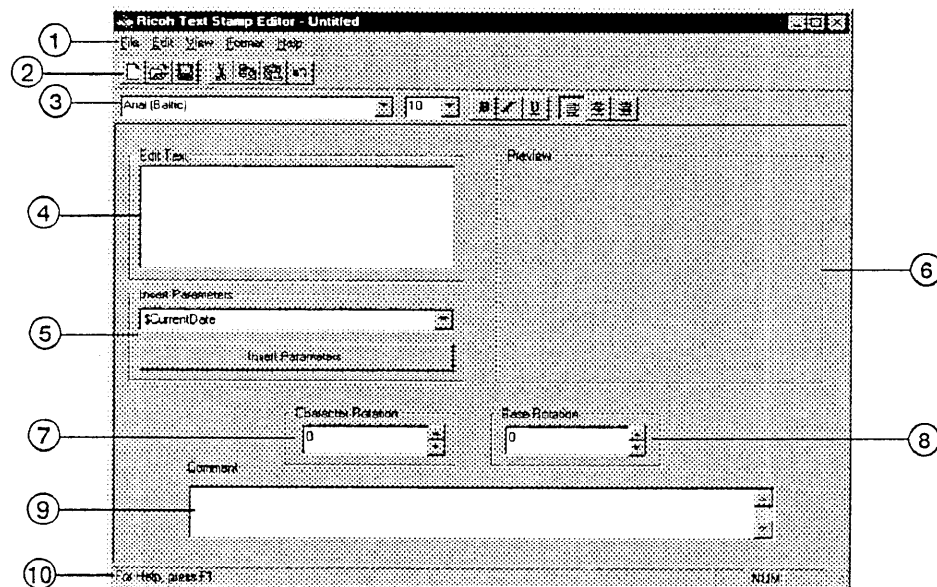 Ricoh Text Stamp Editor - Untitled
1 File Edit View Format Help
2
3 Arial (Baltic) 10 B U
Edit Text Preview
4
6
Insert Parameters
5 $CurrentDate
Insert Parameters
Character Rotation Base Rotation
7 0 0 8
Comment
9
10 For Help, press F1 NUM